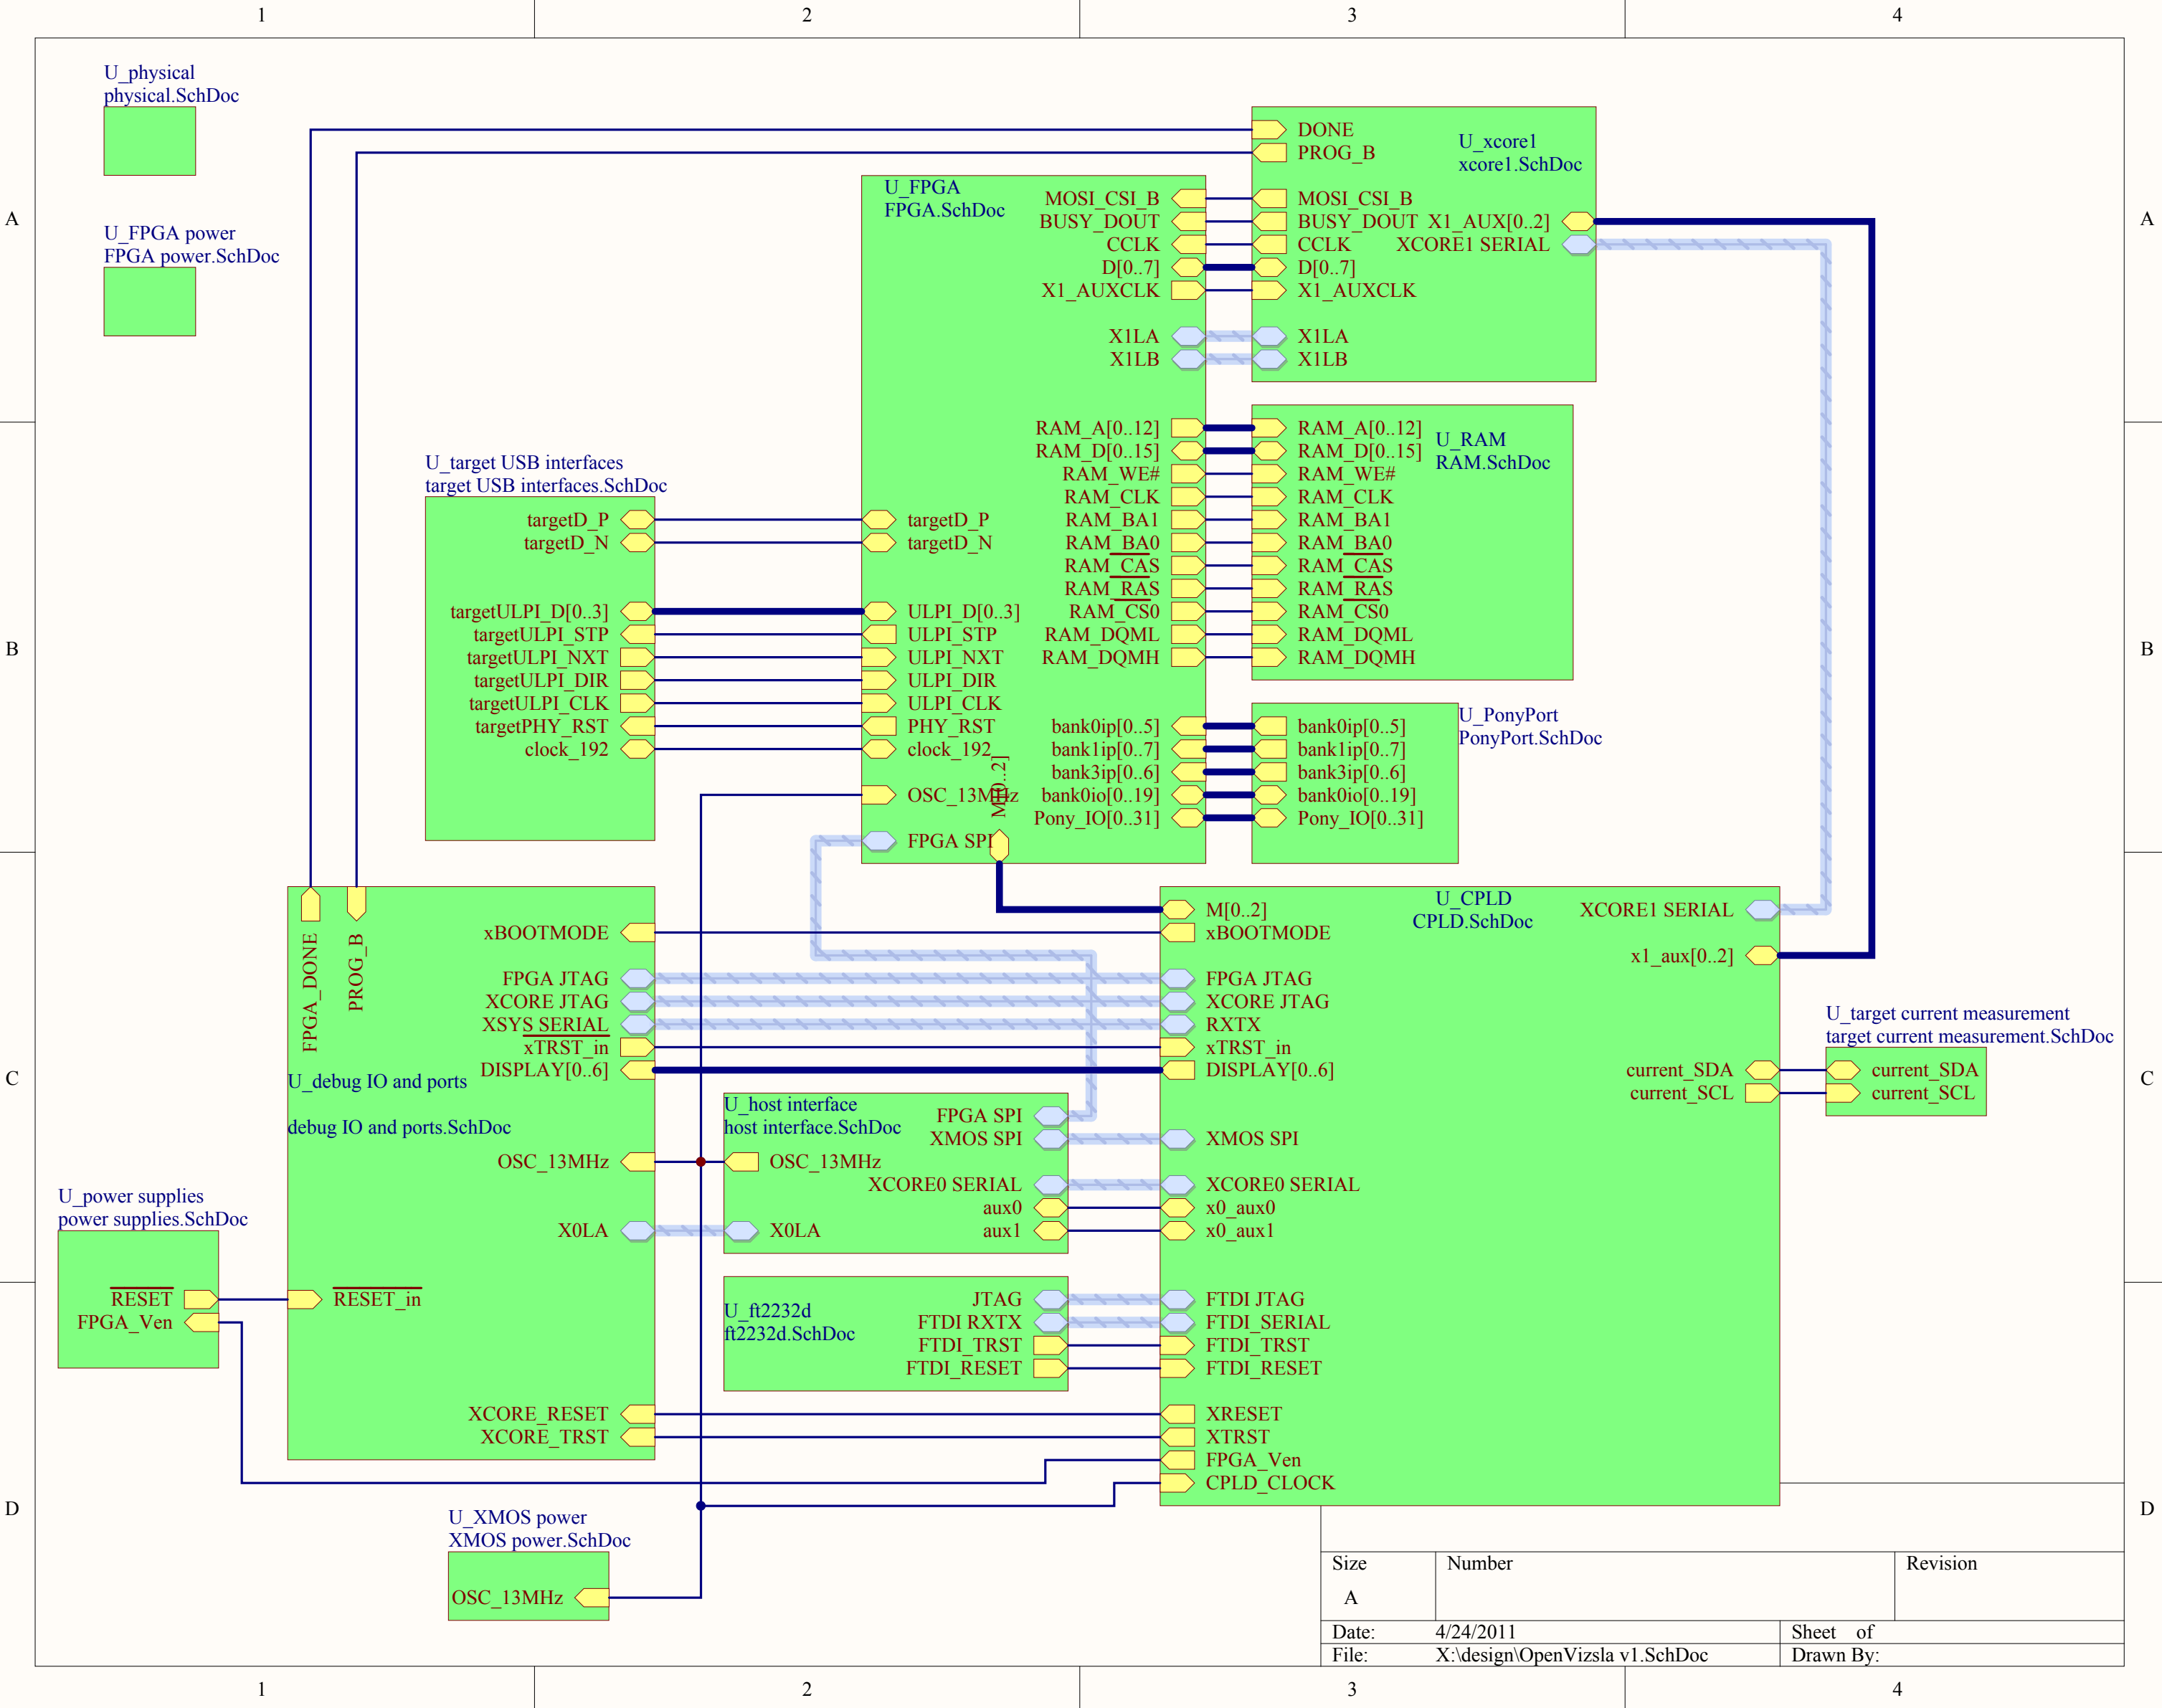 1 2 3 4
A A
B B
C C
D D
1 2 3 4
U_physical
physical.SchDoc
U_FPGA power
FPGA power.SchDoc
U_xcore1
xcore1.SchDoc
DONE
PROG_B
MOSI_CSI_B
BUSY_DOUT X1_AUX[0..2]
CCLK XCORE1 SERIAL
D[0..7]
X1_AUXCLK
X1LA
X1LB
U_FPGA
FPGA.SchDoc
MOSI_CSI_B
BUSY_DOUT
CCLK
D[0..7]
X1_AUXCLK
X1LA
X1LB
RAM_A[0..12]
RAM_D[0..15]
RAM_WE#
RAM_CLK
targetD_P RAM_BA1
targetD_N RAM_BA0
RAM_CAS
RAM_RAS
ULPI_D[0..3] RAM_CS0
ULPI_STP RAM_DQML
ULPI_NXT RAM_DQMH
ULPI_DIR
ULPI_CLK
PHY_RST bank0ip[0..5]
clock_192 bank1ip[0..7]
bank3ip[0..6]
OSC_13MHz bank0io[0..19]
Pony_IO[0..31]
FPGA SPI
M[0..2]
U_RAM
RAM.SchDoc
RAM_A[0..12]
RAM_D[0..15]
RAM_WE#
RAM_CLK
RAM_BA1
RAM_BA0
RAM_CAS
RAM_RAS
RAM_CS0
RAM_DQML
RAM_DQMH
U_target USB interfaces
target USB interfaces.SchDoc
targetD_P
targetD_N
targetULPI_D[0..3]
targetULPI_STP
targetULPI_NXT
targetULPI_DIR
targetULPI_CLK
targetPHY_RST
clock_192
U_PonyPort
PonyPort.SchDoc
bank0ip[0..5]
bank1ip[0..7]
bank3ip[0..6]
bank0io[0..19]
Pony_IO[0..31]
FPGA_DONE
PROG_B
xBOOTMODE
FPGA JTAG
XCORE JTAG
XSYS SERIAL
xTRST_in
DISPLAY[0..6]
U_debug IO and ports
debug IO and ports.SchDoc
OSC_13MHz
X0LA
RESET_in
XCORE_RESET
XCORE_TRST
U_CPLD
CPLD.SchDoc
M[0..2] XCORE1 SERIAL
xBOOTMODE
x1_aux[0..2]
FPGA JTAG
XCORE JTAG
RXTX
xTRST_in
DISPLAY[0..6] current_SDA
current_SCL
XMOS SPI
XCORE0 SERIAL
x0_aux0
x0_aux1
FTDI JTAG
FTDI_SERIAL
FTDI_TRST
FTDI_RESET
XRESET
XTRST
FPGA_Ven
CPLD_CLOCK
U_target current measurement
target current measurement.SchDoc
current_SDA
current_SCL
U_host interface
host interface.SchDoc
FPGA SPI
XMOS SPI
OSC_13MHz
XCORE0 SERIAL
aux0
X0LA aux1
U_power supplies
power supplies.SchDoc
RESET
FPGA_Ven
U_ft2232d
ft2232d.SchDoc
JTAG
FTDI RXTX
FTDI_TRST
FTDI_RESET
U_XMOS power
XMOS power.SchDoc
OSC_13MHz
Size Number Revision
A
Date: 4/24/2011 Sheet of
File: X:\design\OpenVizsla v1.SchDoc Drawn By: